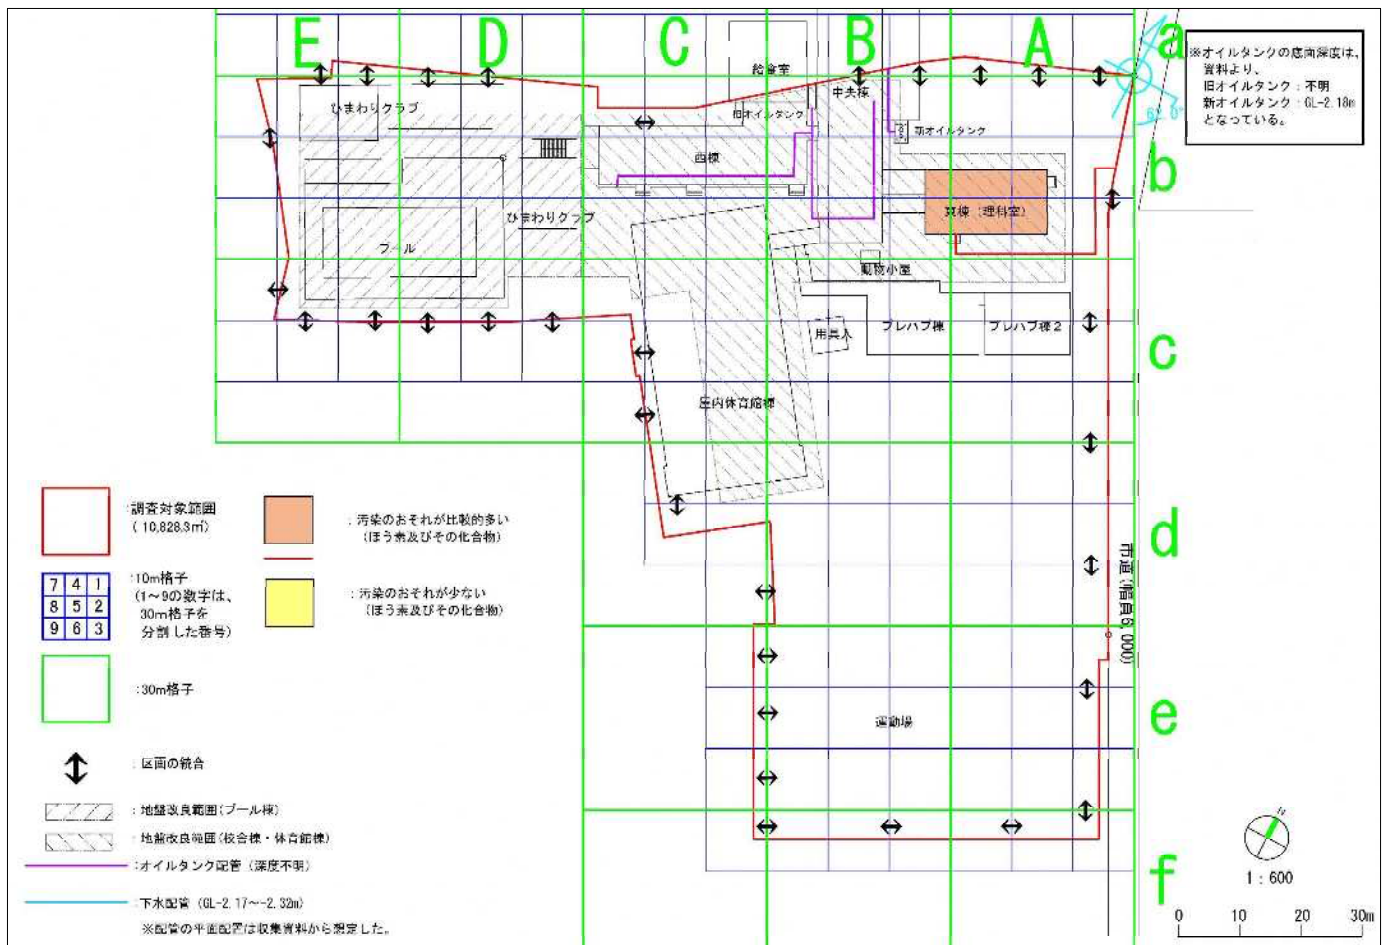 E
D
C
B
A
a
※オイルタンクの底面深度は、
資料より、
旧オイルタンク：不明
新オイルタンク：GL-2.18m
となっている。
給食室
中央棟
ひまわりクラブ
旧オイルタンク
新オイルタンク
西棟
b
ひまわりクラブ
東棟（理科室）
プール
動物小屋
用具入
プレハブ棟
プレハブ棟2
c
屋内体育館棟
d
市道（幅員6,000）
運動場
e
f
：調査対象範囲
（ 10,828.3㎡）
7 4 1
8 5 2
9 6 3
：10m格子
（1～9の数字は、
30m格子を
分割した番号）
：30m格子
：区画の統合
：地盤改良範囲（プール棟）
：地盤改良範囲（校舎棟・体育館棟）
：オイルタンク配管（深度不明）
：下水配管（GL-2.17～-2.32m）
※配管の平面配置は収集資料から想定した。
：汚染のおそれが比較的多い
（ほう素及びその化合物）
：汚染のおそれが少ない
（ほう素及びその化合物）
N
1：600
0 10 20 30m